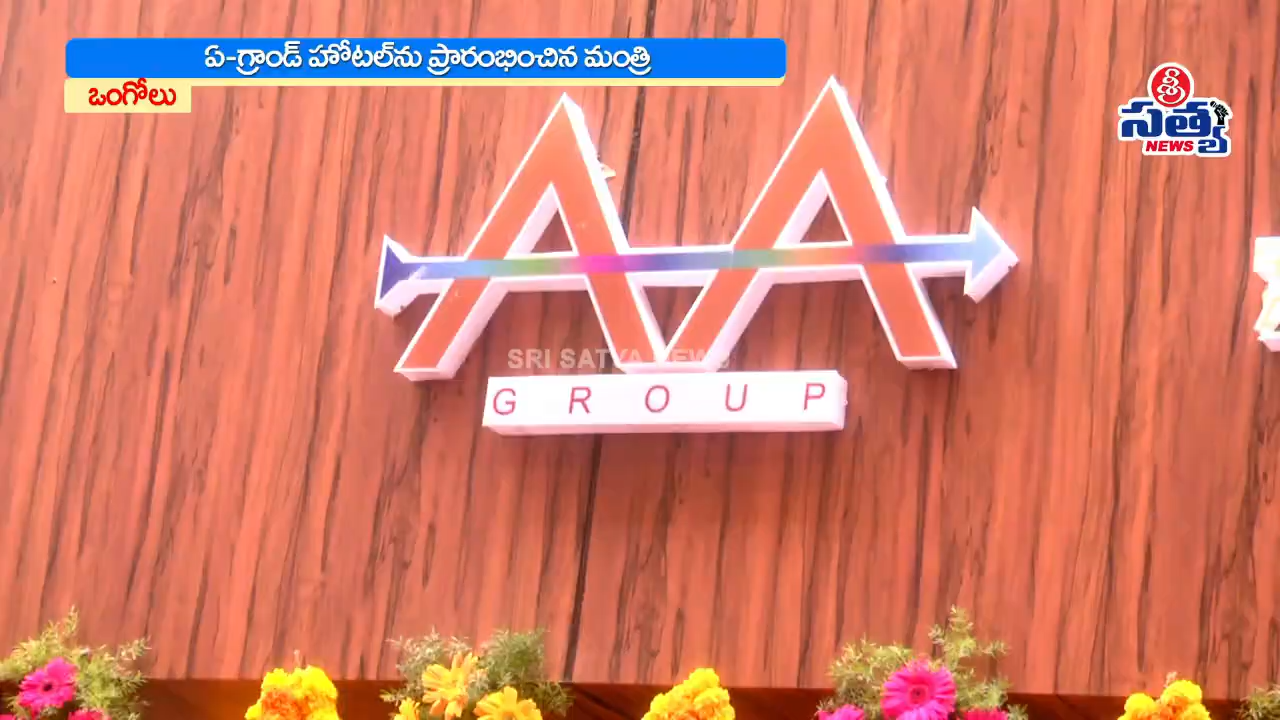 ఏ-గ్రాండ్ హోటల్‌ను ప్రారంభించిన మంత్రి
ఒంగోలు
శ్రీ
సత్య
NEWS
AA
SRI SATYA NEWS
GROUP